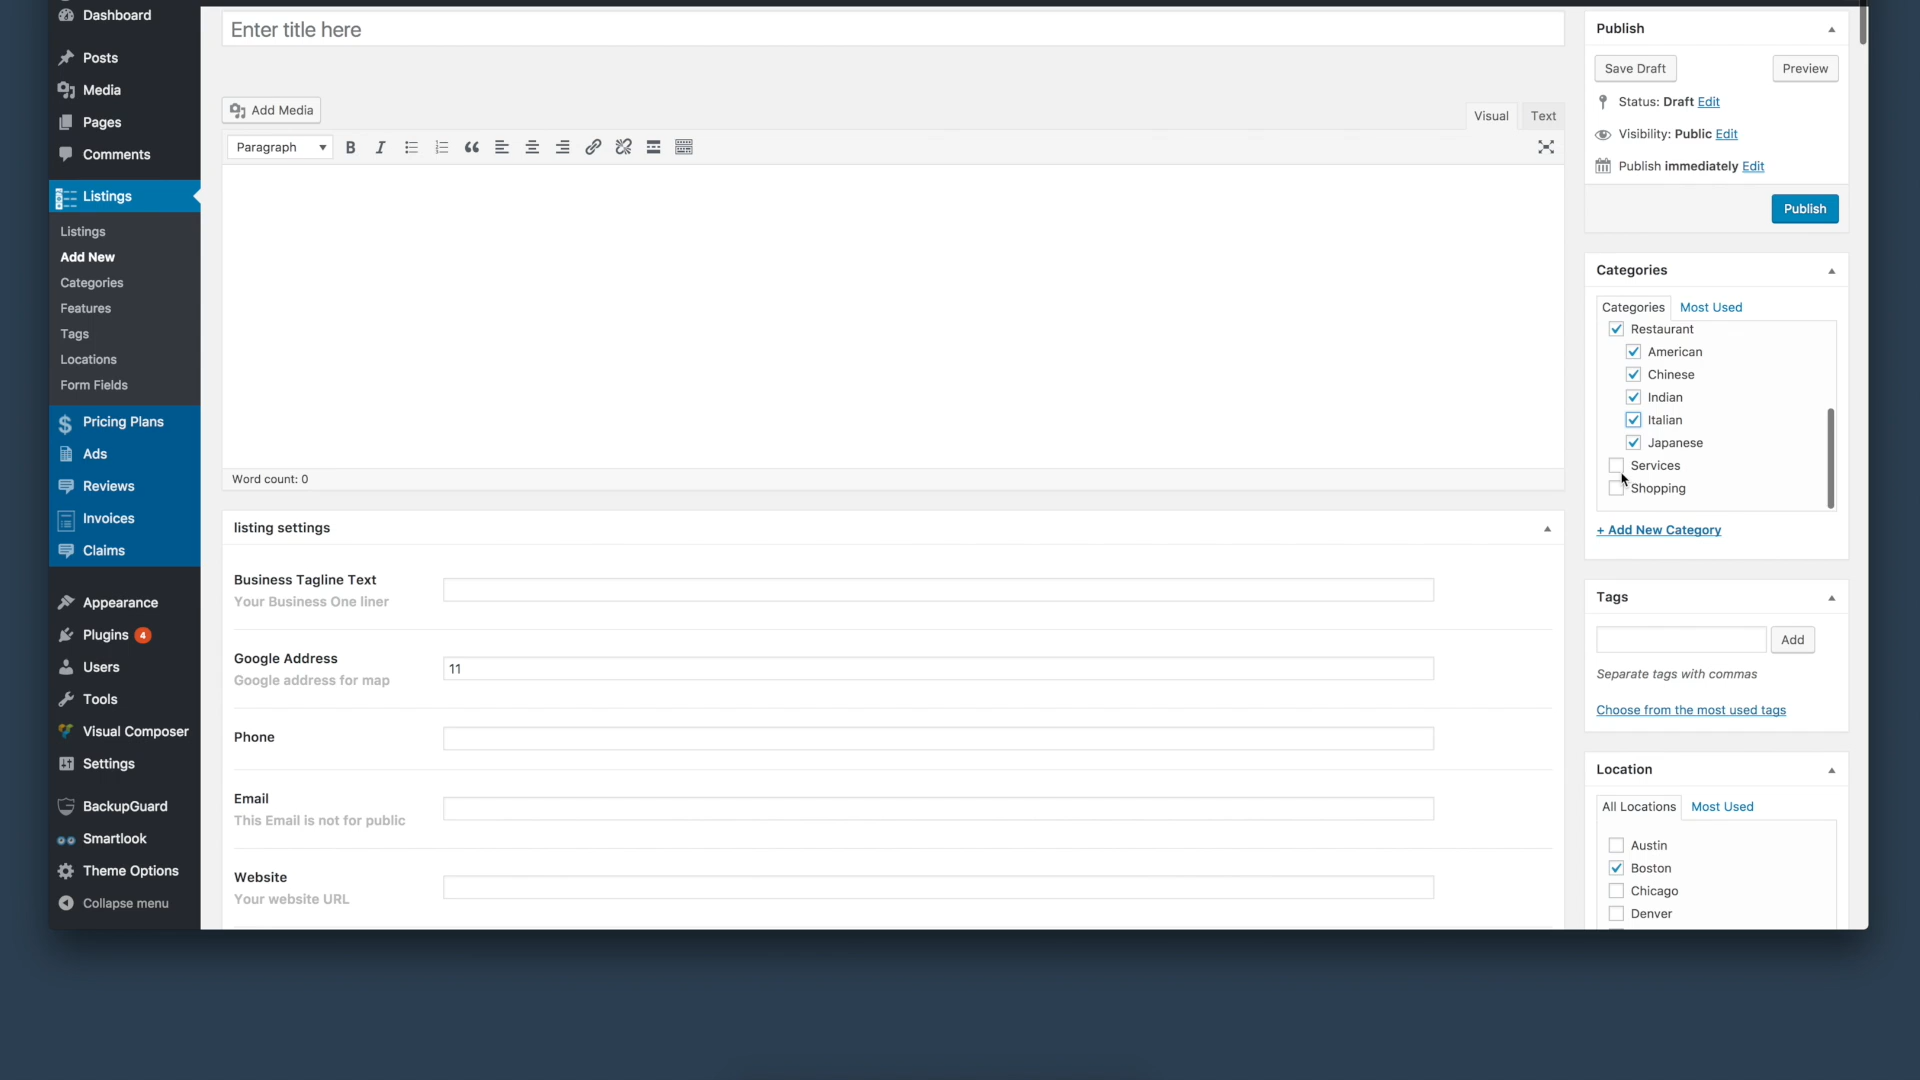 Dashboard
Posts
Media
Pages
Comments
Listings
Listings
Add New
Categories
Features
Tags
Locations
Form Fields
Pricing Plans
Ads
Reviews
Invoices
Claims
Appearance
Plugins 4
Users
Tools
Visual Composer
Settings
BackupGuard
Smartlook
Theme Options
Collapse menu
Enter title here
Add Media
Visual Text
Paragraph
Word count: 0
listing settings
Business Tagline Text
Your Business One liner
Google Address
Google address for map
11
Phone
Email
This Email is not for public
Website
Your website URL
Publish
Save Draft Preview
Status: Draft Edit
Visibility: Public Edit
Publish immediately Edit
Publish
Categories
Categories Most Used
Restaurant
American
Chinese
Indian
Italian
Japanese
Services
Shopping
+ Add New Category
Tags
Add
Separate tags with commas
Choose from the most used tags
Location
All Locations Most Used
Austin
Boston
Chicago
Denver